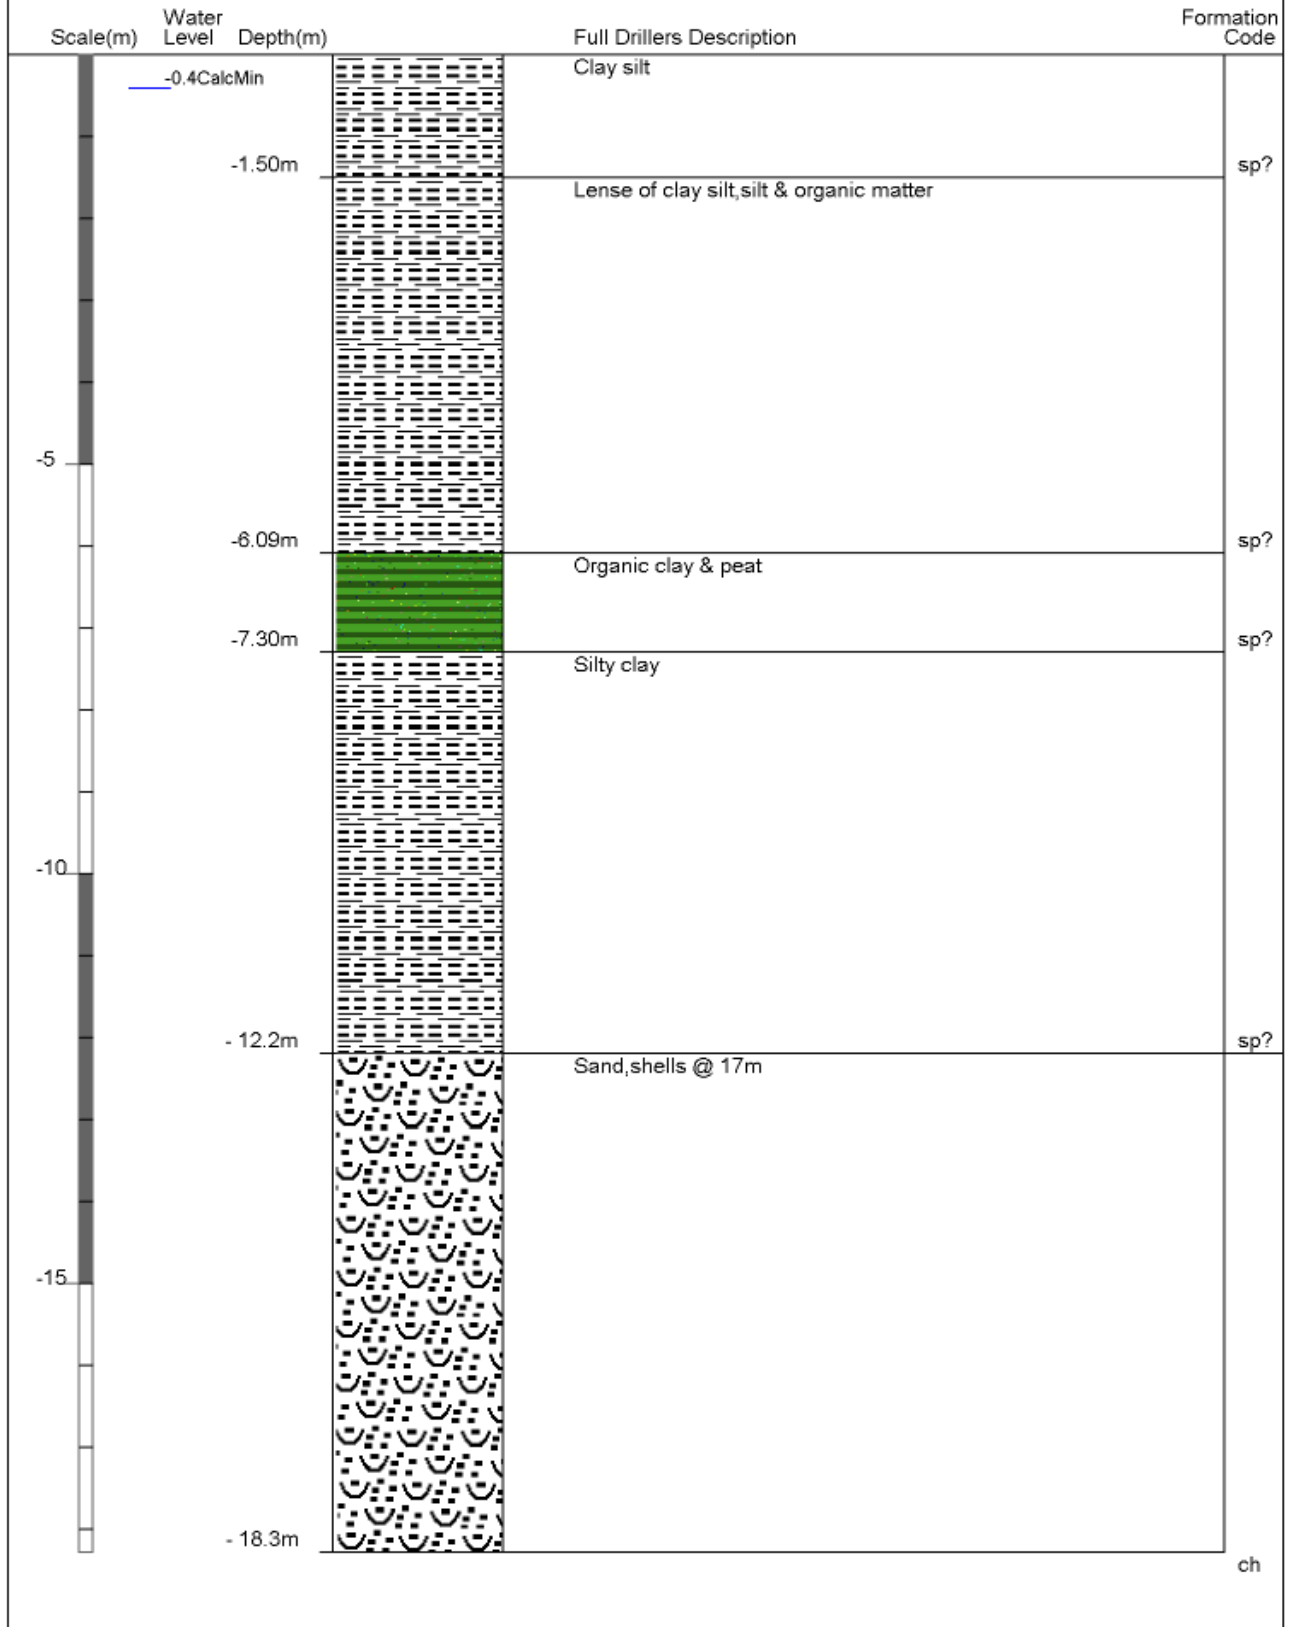 Scale(m) Water Level Depth(m) Full Drillers Description Formation Code
Clay silt
-0.4CalcMin
-1.50m sp?
Lense of clay silt,silt & organic matter
-5
-6.09m sp?
Organic clay & peat
-7.30m sp?
Silty clay
-10
- 12.2m sp?
Sand,shells @ 17m
-15
- 18.3m
ch